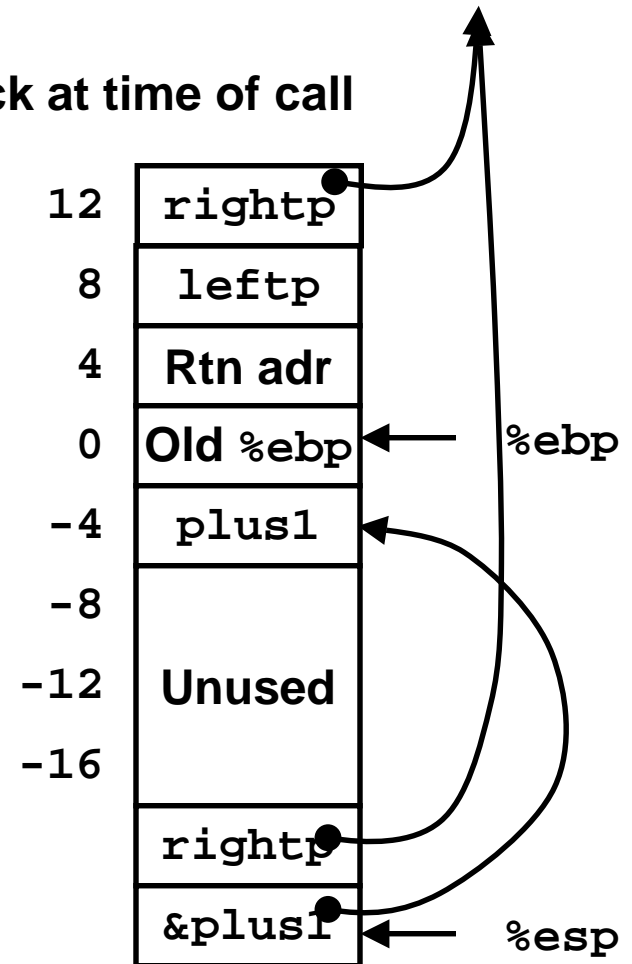 ck at time of call
12 rightp
8 leftp
4 Rtn adr
0 Old %ebp %ebp
-4 plus1
-8
-12 Unused
-16
rightp
&plus1 %esp